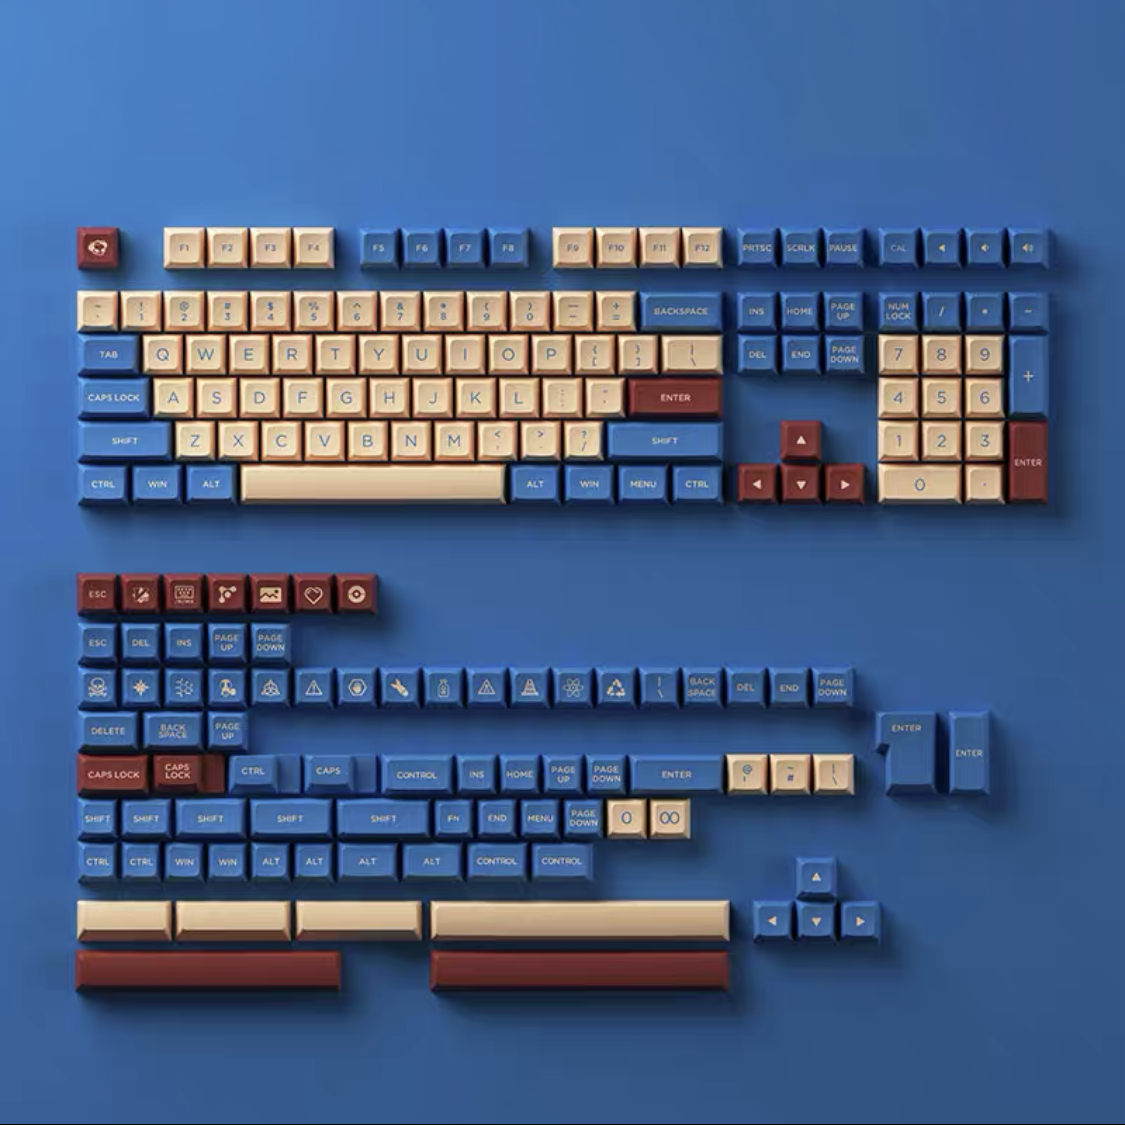 F1 F2 F3 F4 F5 F6 F7 F8 F9 F10 F11 F12 PRTSC SCRLK PAUSE CAL
~ ! @ # $ % ^ & * ( ) — +
` 1 2 3 4 5 6 7 8 9 0 - = BACKSPACE INS HOME PAGE UP NUM LOCK / * -
TAB Q W E R T Y U I O P { [ } ] | \ DEL END PAGE DOWN 7 8 9 +
CAPS LOCK A S D F G H J K L : ; " ' ENTER 4 5 6
SHIFT Z X C V B N M < , > . ? / SHIFT 1 2 3 ENTER
CTRL WIN ALT ALT WIN MENU CTRL 0 .
ESC
ESC DEL INS PAGE UP PAGE DOWN
| \ BACK SPACE DEL END PAGE DOWN
DELETE BACK SPACE PAGE UP ENTER ENTER
CAPS LOCK CAPS LOCK CTRL CAPS CONTROL INS HOME PAGE UP PAGE DOWN ENTER @ ' ~ # | \
SHIFT SHIFT SHIFT SHIFT SHIFT FN END MENU PAGE DOWN 0 00
CTRL CTRL WIN WIN ALT ALT ALT ALT CONTROL CONTROL